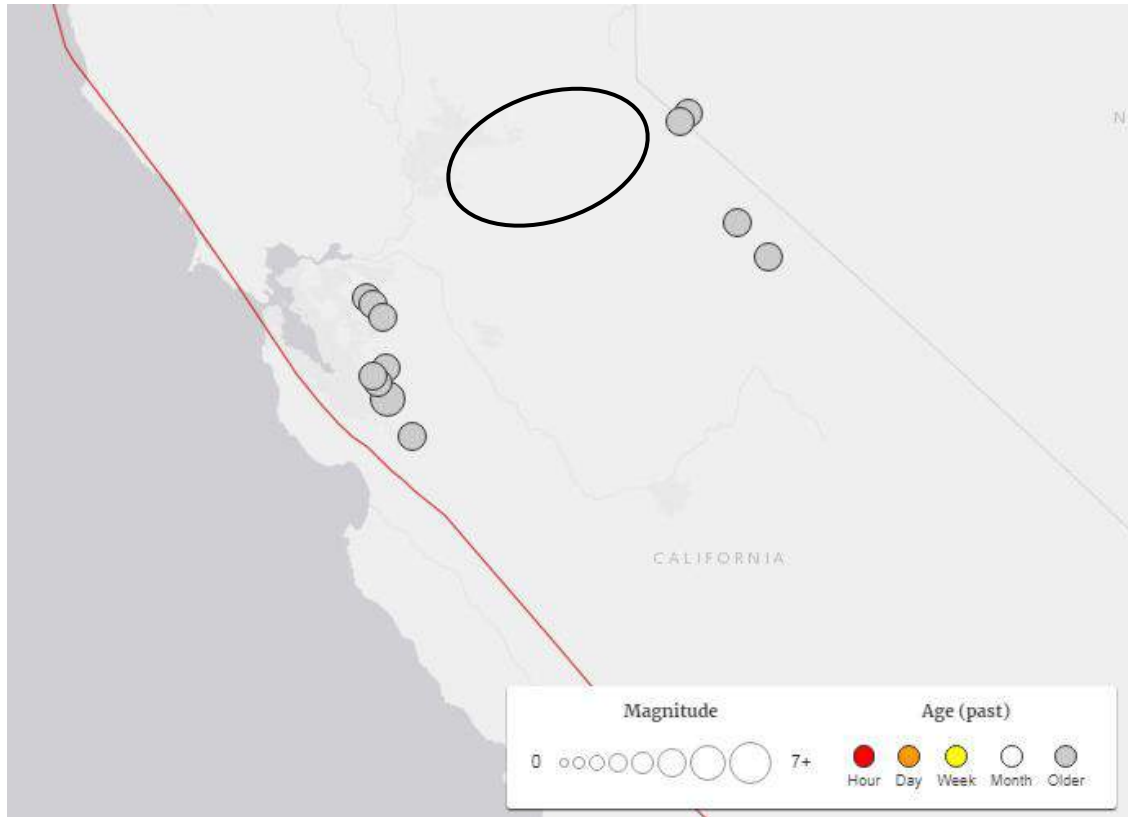 N
CALIFORNIA
Magnitude
Age (past)
0
7+
Hour
Day
Week
Month
Older